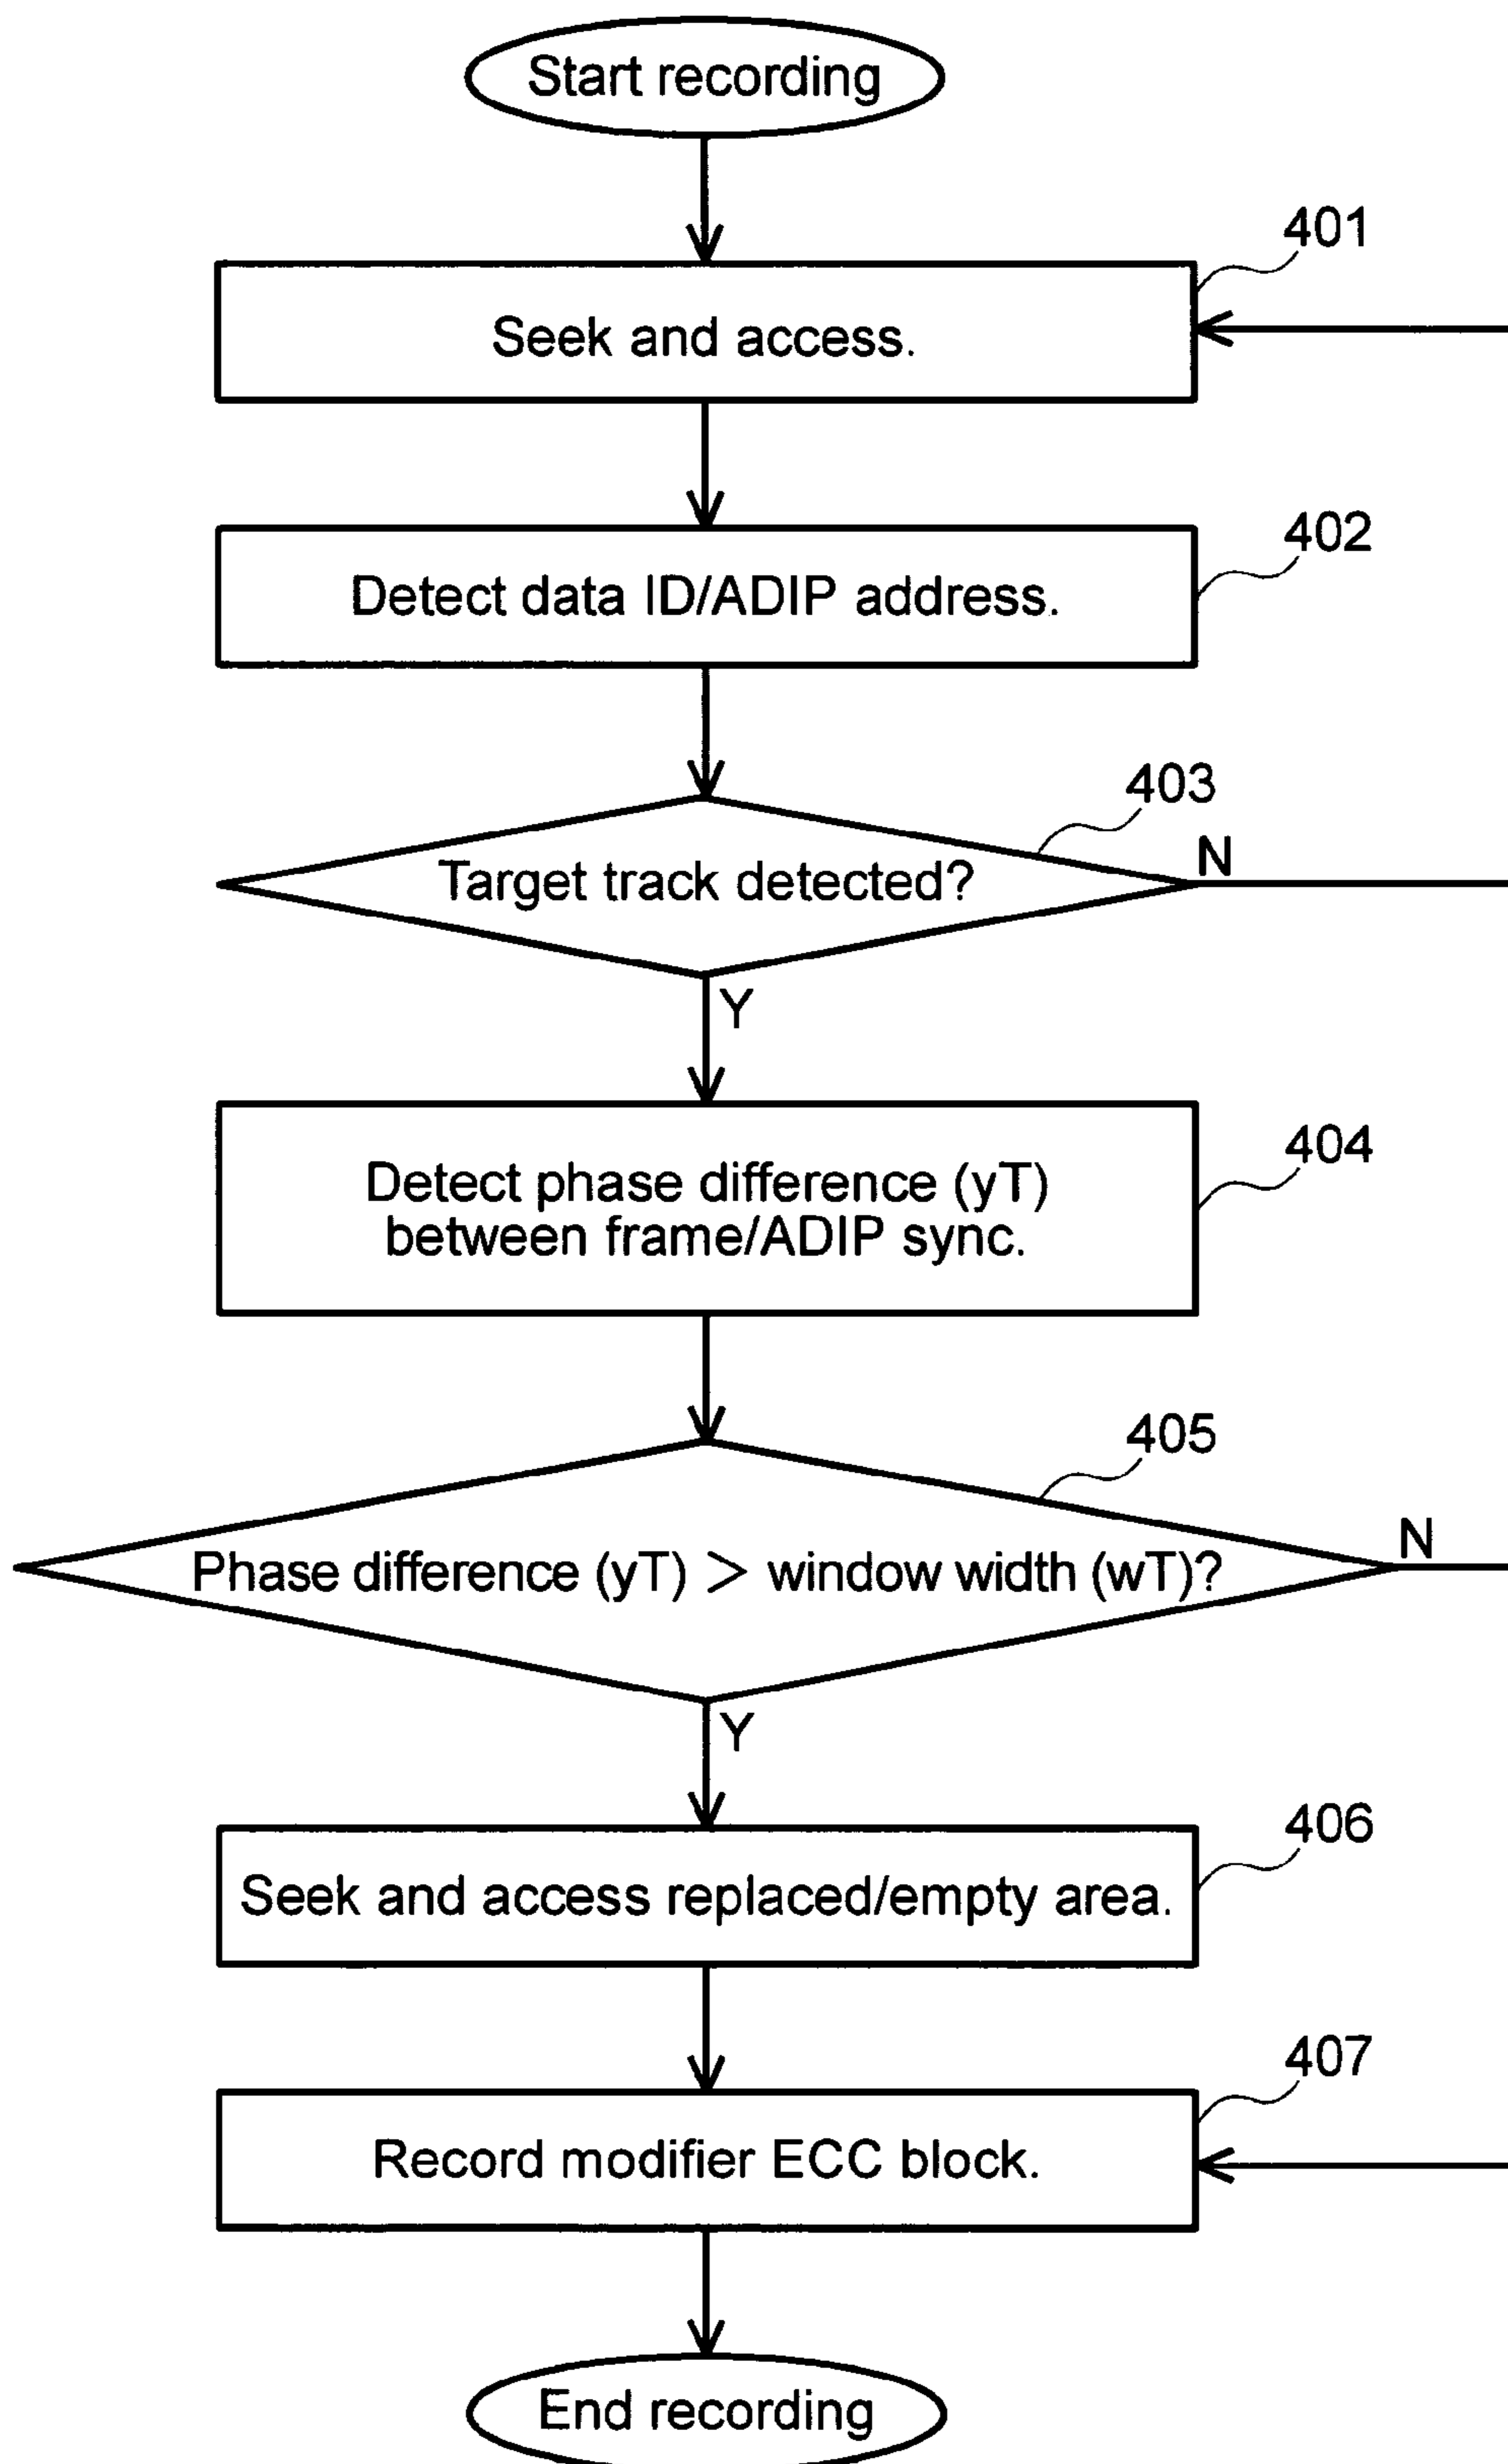 Start recording
401
Seek and access.
402
Detect data ID/ADIP address.
403
Target track detected?
N
Y
404
Detect phase difference (yT)
between frame/ADIP sync.
405
Phase difference (yT) > window width (wT)?
N
Y
406
Seek and access replaced/empty area.
407
Record modifier ECC block.
End recording